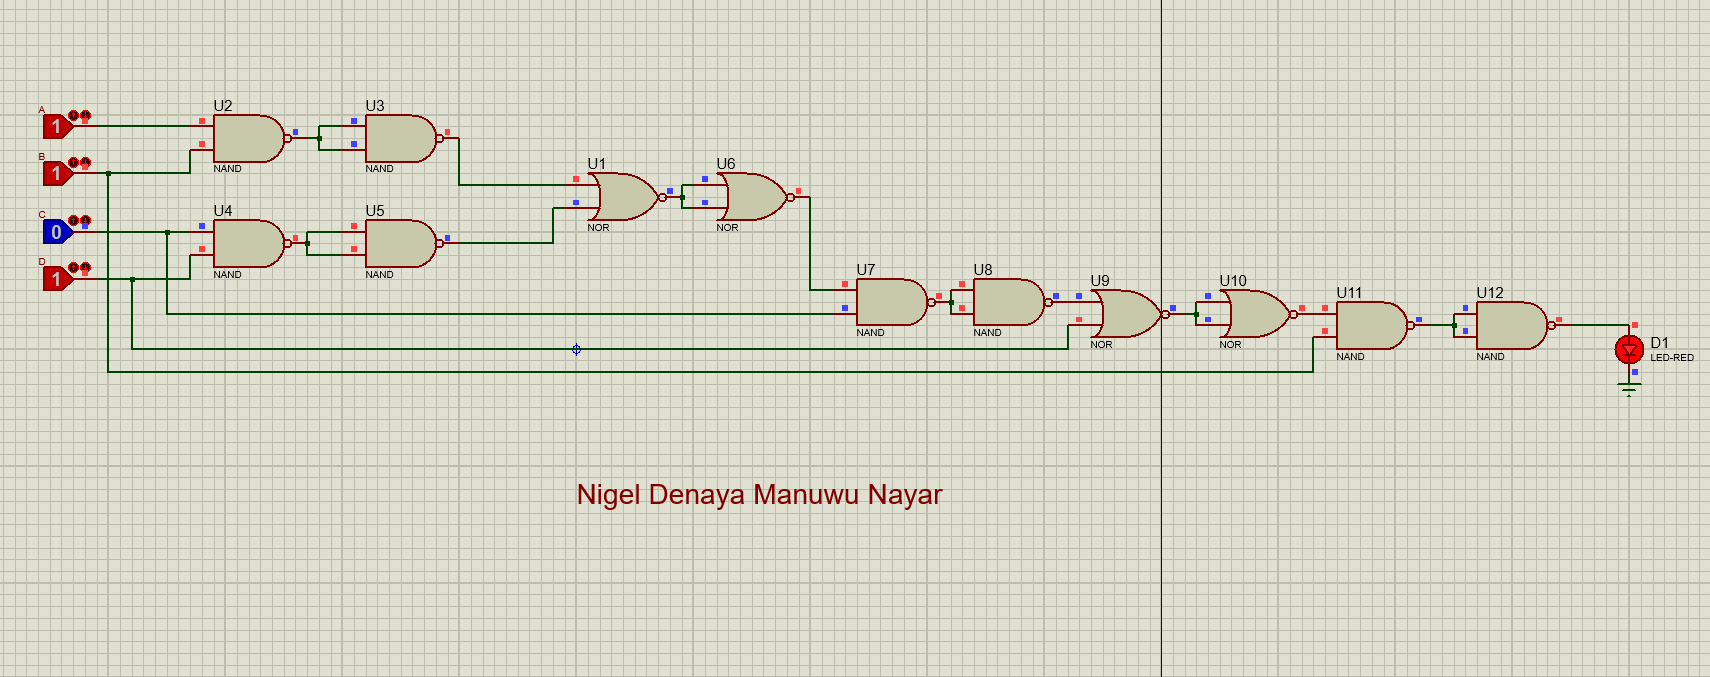 A
1
B
1
C
0
D
1
U2
NAND
U3
NAND
U4
NAND
U5
NAND
U1
NOR
U6
NOR
U7
NAND
U8
NAND
U9
NOR
U10
NOR
U11
NAND
U12
NAND
D1
LED-RED
Nigel Denaya Manuwu Nayar